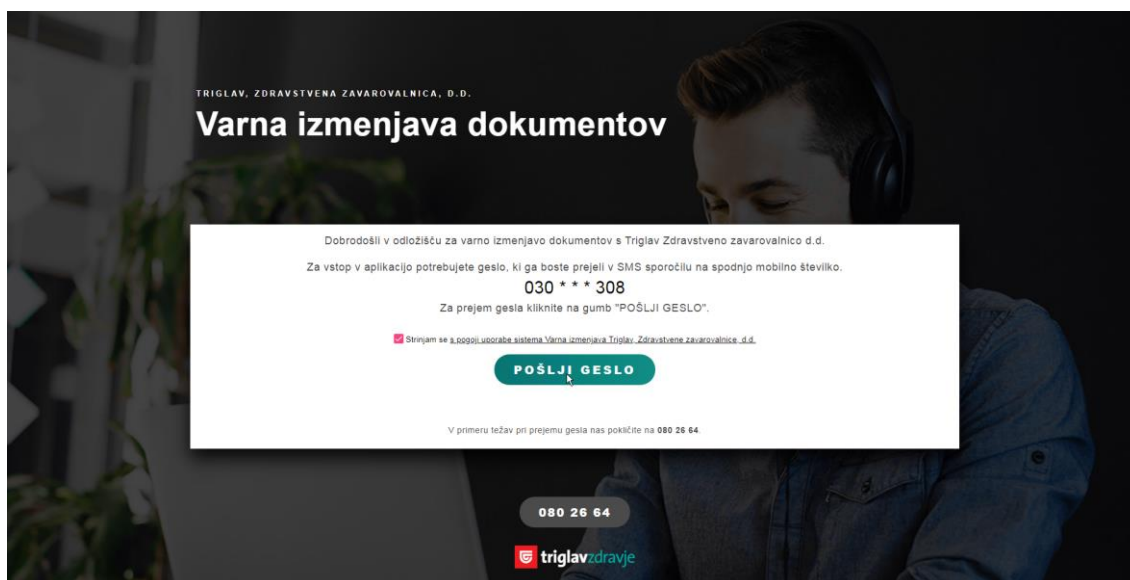 TRIGLAV, ZDRAVSTVENA ZAVAROVALNICA, D.D.
Varna izmenjava dokumentov
Dobrodošli v odložišču za varno izmenjavo dokumentov s Triglav Zdravstveno zavarovalnico d.d.
Za vstop v aplikacijo potrebujete geslo, ki ga boste prejeli v SMS sporočilu na spodnjo mobilno številko.
030 * * * 308
Za prejem gesla kliknite na gumb "POŠLJI GESLO".
Strinjam se s pogoji uporabe sistema Varna izmenjava Triglav, Zdravstvene zavarovalnice, d.d.
POŠLJI GESLO
V primeru težav pri prejemu gesla nas pokličite na 080 26 64.
080 26 64
triglavzdravje